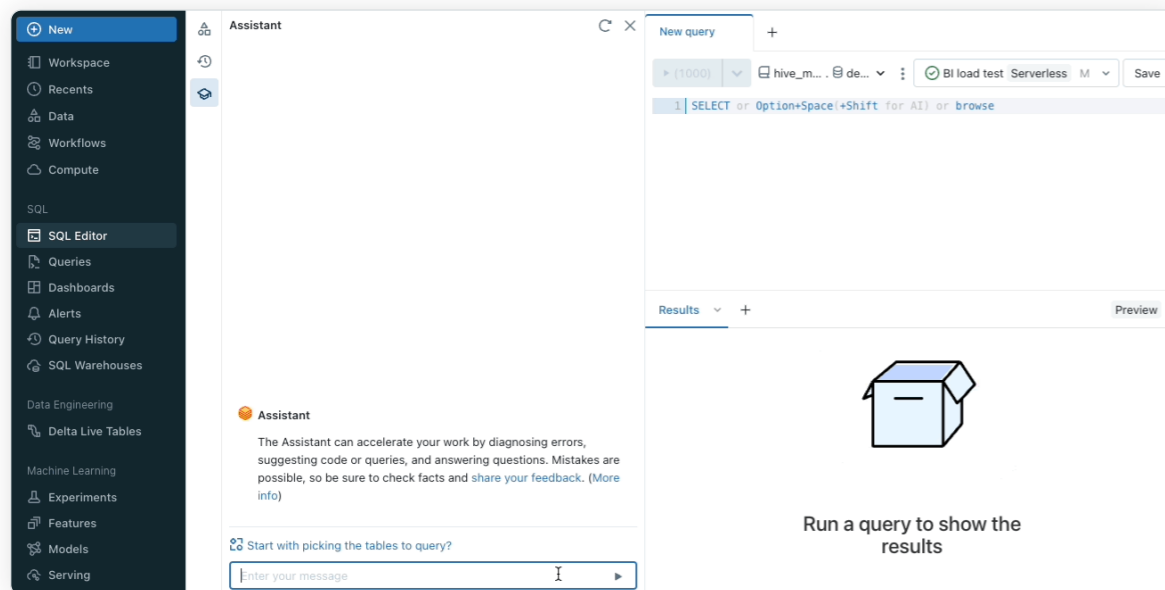 New
Workspace
Recents
Data
Workflows
Compute
SQL
SQL Editor
Queries
Dashboards
Alerts
Query History
SQL Warehouses
Data Engineering
Delta Live Tables
Machine Learning
Experiments
Features
Models
Serving
Assistant
Assistant
The Assistant can accelerate your work by diagnosing errors,
suggesting code or queries, and answering questions. Mistakes are
possible, so be sure to check facts and share your feedback. (More
info)
Start with picking the tables to query?
Enter your message
New query
(1000) hive_m... . de... BI load test Serverless M Save
1 SELECT or Option+Space(+Shift for AI) or browse
Results Preview
Run a query to show the
results